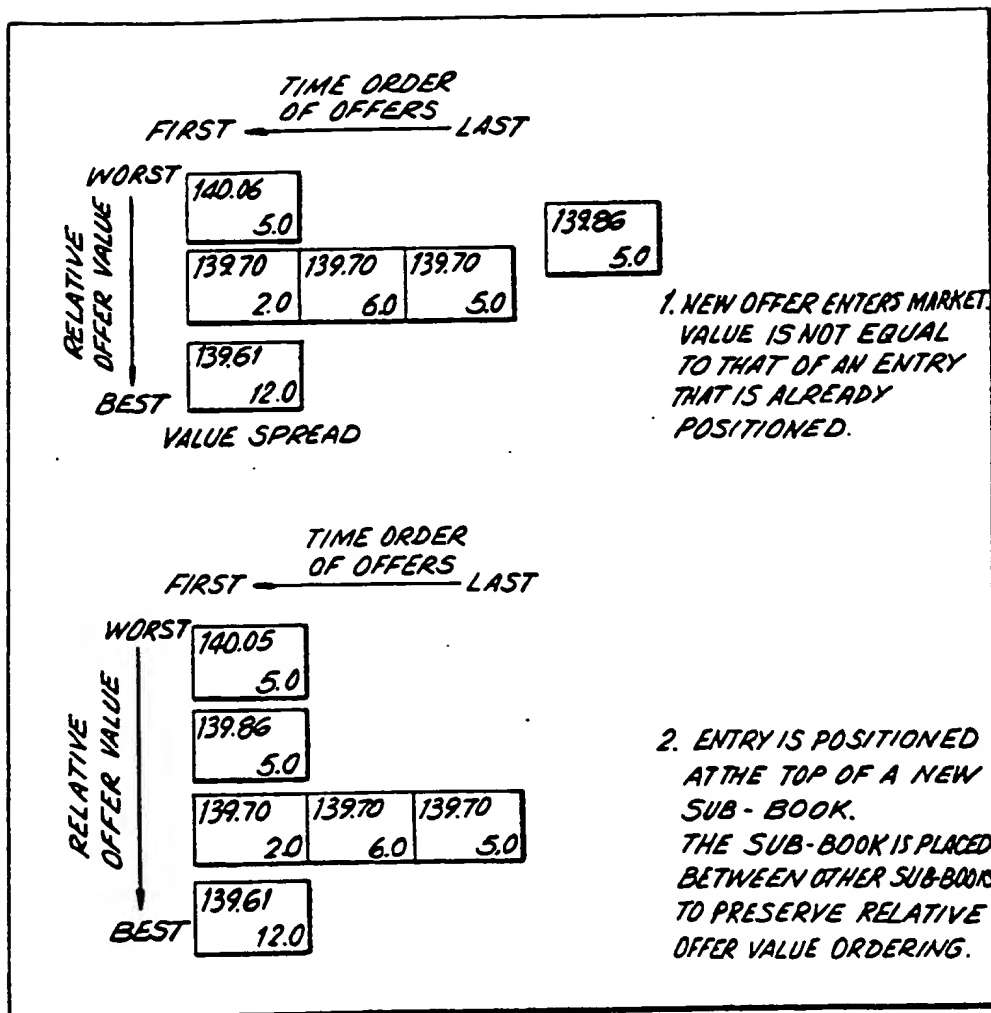 TIME ORDER
OF OFFERS
FIRST LAST
WORST
RELATIVE
OFFER VALUE
BEST
140.06
5.0
139.70 139.70 139.70
2.0 6.0 5.0
139.61
12.0
VALUE SPREAD
139.86
5.0
1. NEW OFFER ENTERS MARKET.
VALUE IS NOT EQUAL
TO THAT OF AN ENTRY
THAT IS ALREADY
POSITIONED.
TIME ORDER
OF OFFERS
FIRST LAST
WORST
RELATIVE
OFFER VALUE
BEST
140.05
5.0
139.86
5.0
139.70 139.70 139.70
2.0 6.0 5.0
139.61
12.0
2. ENTRY IS POSITIONED
AT THE TOP OF A NEW
SUB-BOOK.
THE SUB-BOOK IS PLACED
BETWEEN OTHER SUB-BOOKS
TO PRESERVE RELATIVE
OFFER VALUE ORDERING.